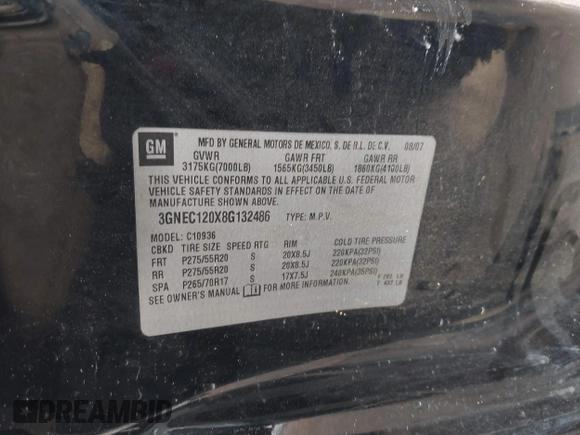 GM
MFD BY GENERAL MOTORS DE MEXICO, S. DE R.L. DE C.V. 08/07
GVWR GAWR FRT GAWR RR
3175KG(7000LB) 1565KG(3450LB) 1860KG(4100LB)
THIS VEHICLE CONFORMS TO ALL APPLICABLE U.S. FEDERAL MOTOR
VEHICLE SAFETY STANDARDS IN EFFECT ON THE DATE OF
MANUFACTURE SHOWN ABOVE.
3GNEC120X8G132486 TYPE: M.P.V.
MODEL: C10936
CBKD TIRE SIZE SPEED RTG RIM COLD TIRE PRESSURE
FRT P275/55R20 S 20X8.5J 220KPA(32PSI)
RR P275/55R20 S 20X8.5J 220KPA(32PSI)
SPA P265/70R17 S 17X7.5J 240KPA(35PSI)
SEE OWNER'S MANUAL FOR MORE INFORMATION.
DREAMBID